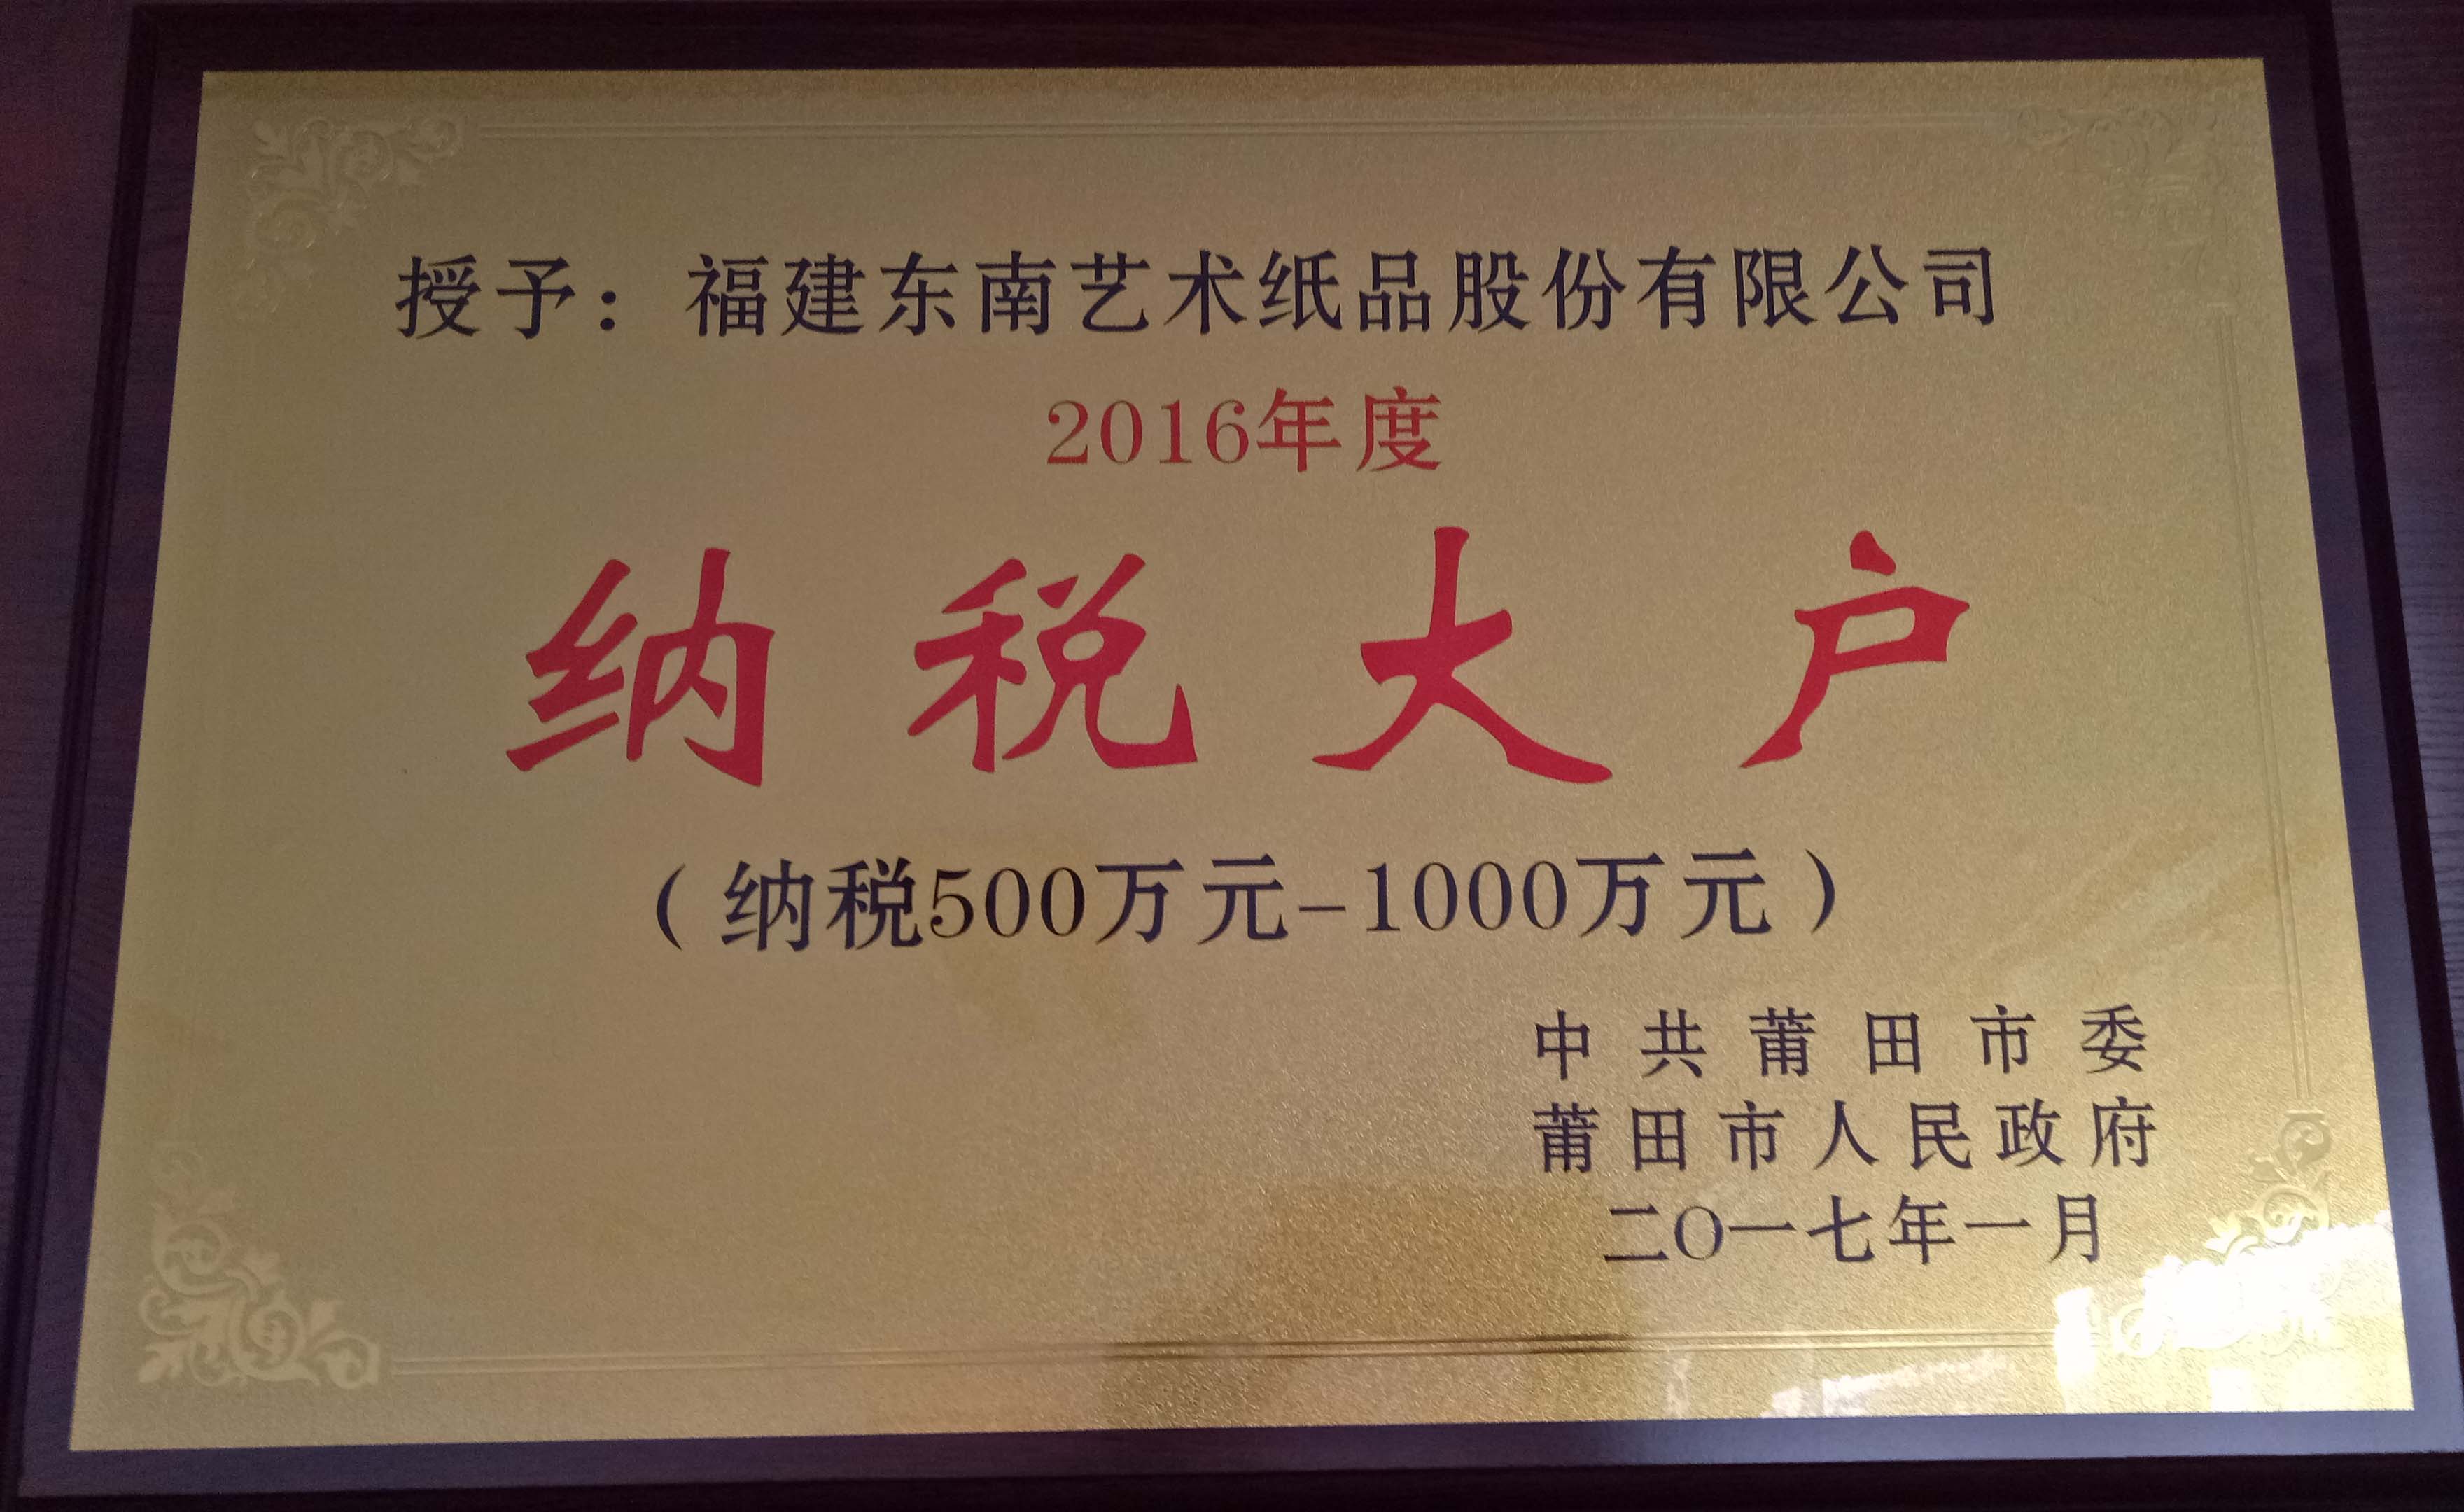 授予：福建东南艺术纸品股份有限公司
2016年度
纳税大户
（纳税500万元-1000万元）
中共莆田市委
莆田市人民政府
二〇一七年一月